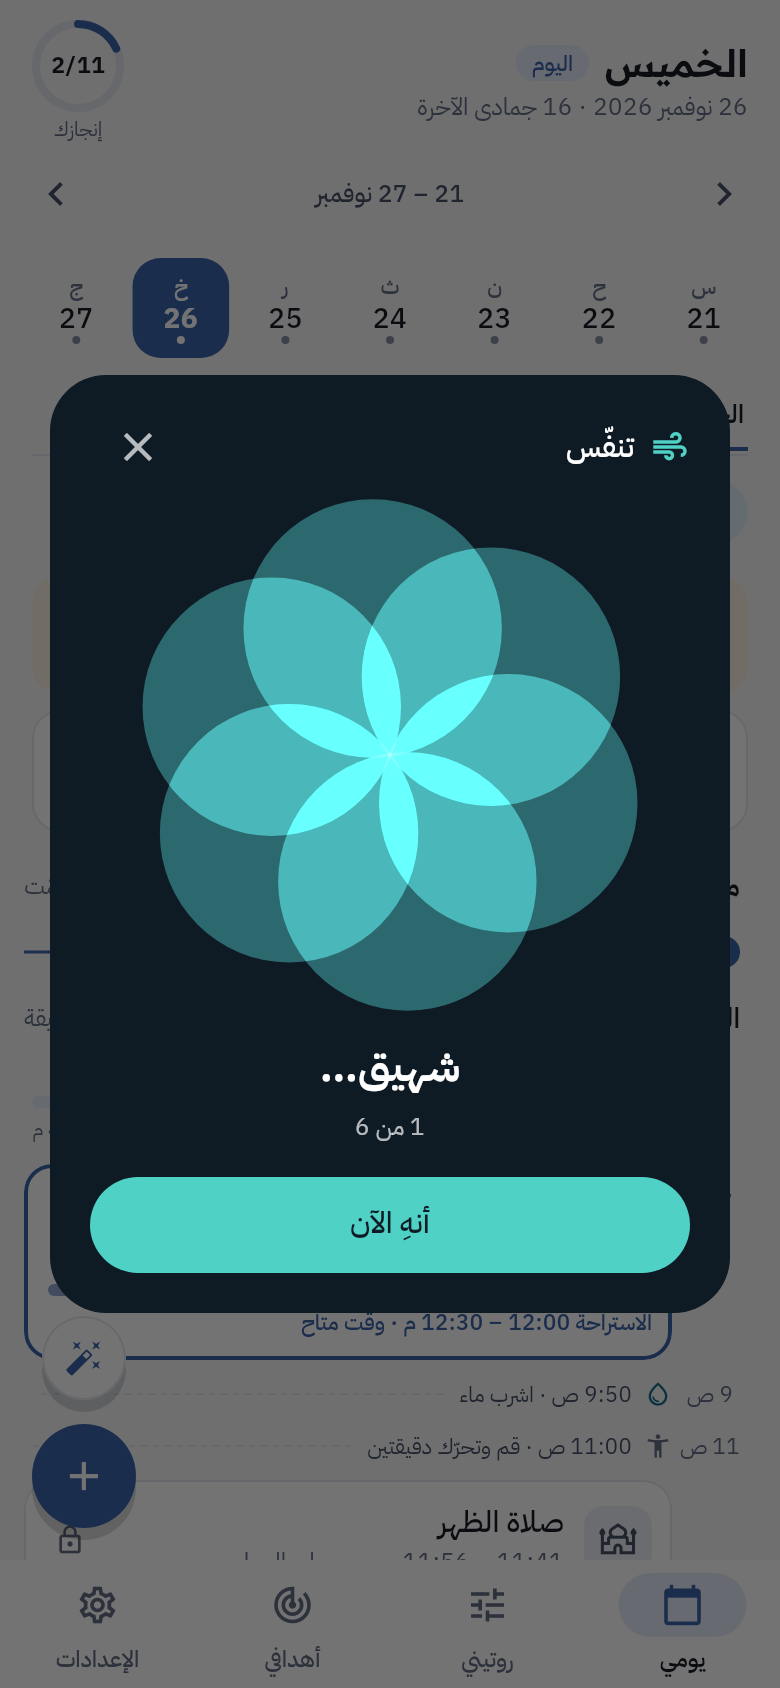 الخميس اليوم
26 نوفمبر 2026 · 16 جمادى الآخرة
2/11
إنجازك
21 – 27 نوفمبر
س ح ن ث ر خ ج
21 22 23 24 25 26 27
تنفّس
شهيق...
1 من 6
أنهِ الآن
الاستراحة 12:00 – 12:30 م · وقت متاح
9 ص 9:50 ص · اشرب ماء
11 ص 11:00 ص · قم وتحرّك دقيقتين
صلاة الظهر
يومي
روتيني
أهدافي
الإعدادات